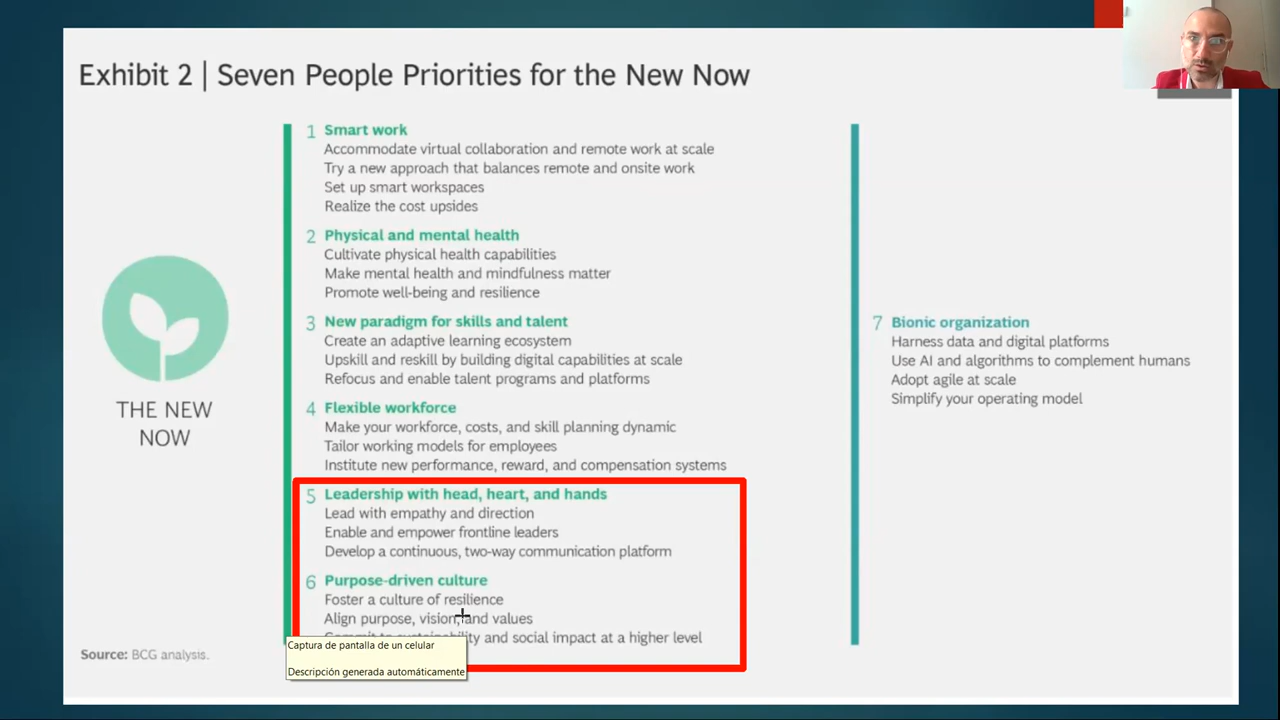 Exhibit 2 | Seven People Priorities for the New Now
THE NEW
NOW
1 Smart work
Accommodate virtual collaboration and remote work at scale
Try a new approach that balances remote and onsite work
Set up smart workspaces
Realize the cost upsides
2 Physical and mental health
Cultivate physical health capabilities
Make mental health and mindfulness matter
Promote well-being and resilience
3 New paradigm for skills and talent
Create an adaptive learning ecosystem
Upskill and reskill by building digital capabilities at scale
Refocus and enable talent programs and platforms
4 Flexible workforce
Make your workforce, costs, and skill planning dynamic
Tailor working models for employees
Institute new performance, reward, and compensation systems
5 Leadership with head, heart, and hands
Lead with empathy and direction
Enable and empower frontline leaders
Develop a continuous, two-way communication platform
6 Purpose-driven culture
Foster a culture of resilience
Align purpose, vision, and values
Commit to sustainability and social impact at a higher level
7 Bionic organization
Harness data and digital platforms
Use AI and algorithms to complement humans
Adopt agile at scale
Simplify your operating model
Captura de pantalla de un celular
Descripción generada automáticamente
Source: BCG analysis.